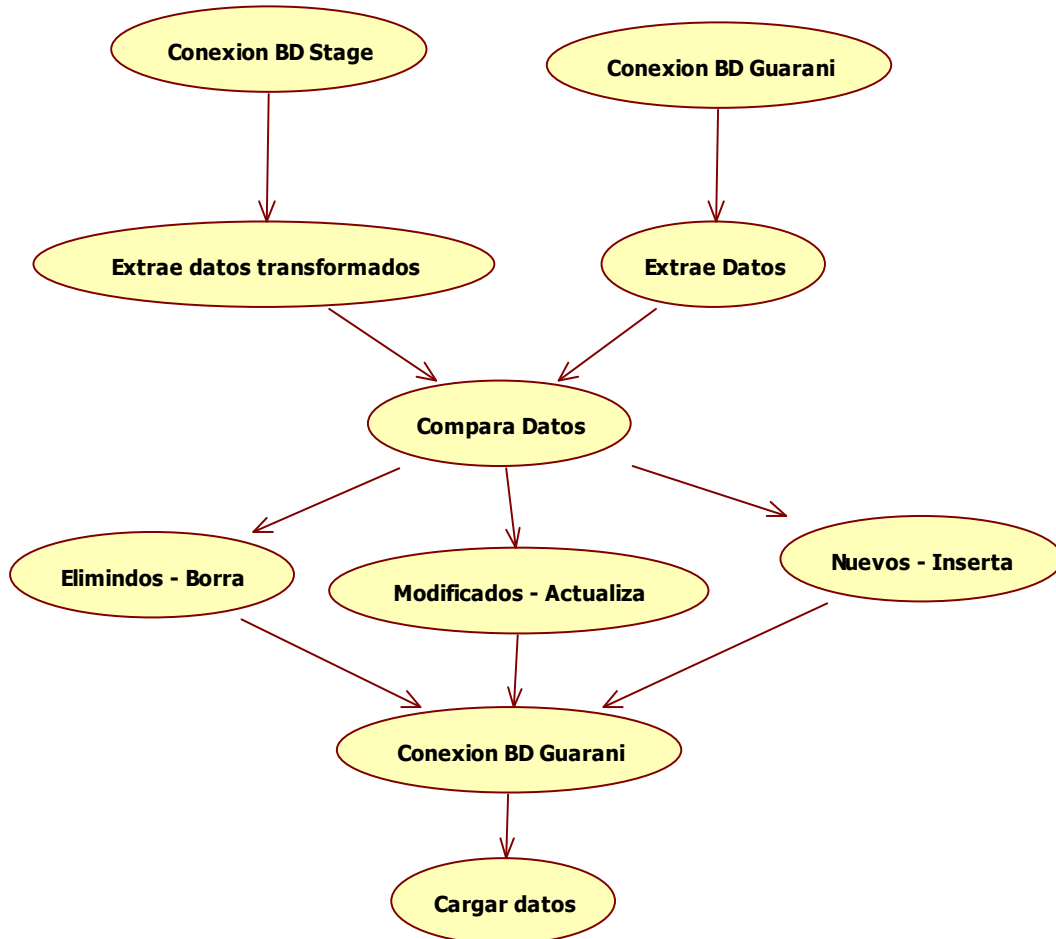 Conexion BD Stage
Conexion BD Guarani
Extrae datos transformados
Extrae Datos
Compara Datos
Elimindos - Borra
Modificados - Actualiza
Nuevos - Inserta
Conexion BD Guarani
Cargar datos